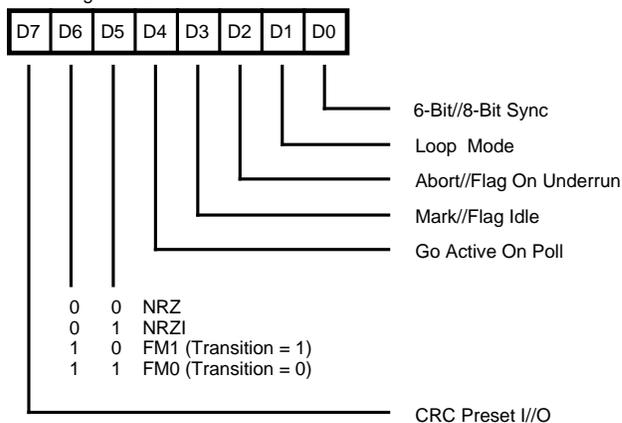 D7 D6 D5 D4 D3 D2 D1 D0
6-Bit//8-Bit Sync
Loop Mode
Abort//Flag On Underrun
Mark//Flag Idle
Go Active On Poll
0 0 NRZ
0 1 NRZI
1 0 FM1 (Transition = 1)
1 1 FM0 (Transition = 0)
CRC Preset I//O